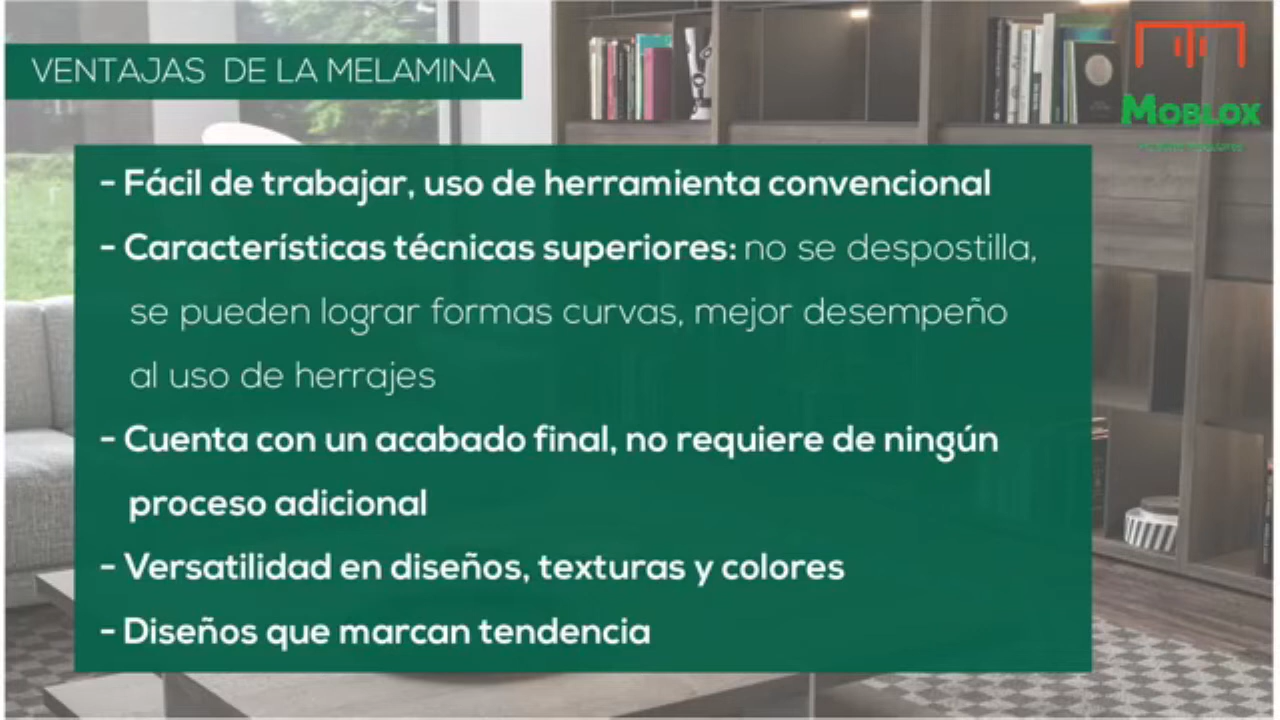 VENTAJAS DE LA MELAMINA
MOBLOX
- Fácil de trabajar, uso de herramienta convencional
- Características técnicas superiores: no se despostilla,
se pueden lograr formas curvas, mejor desempeño
al uso de herrajes
- Cuenta con un acabado final, no requiere de ningún
proceso adicional
- Versatilidad en diseños, texturas y colores
- Diseños que marcan tendencia